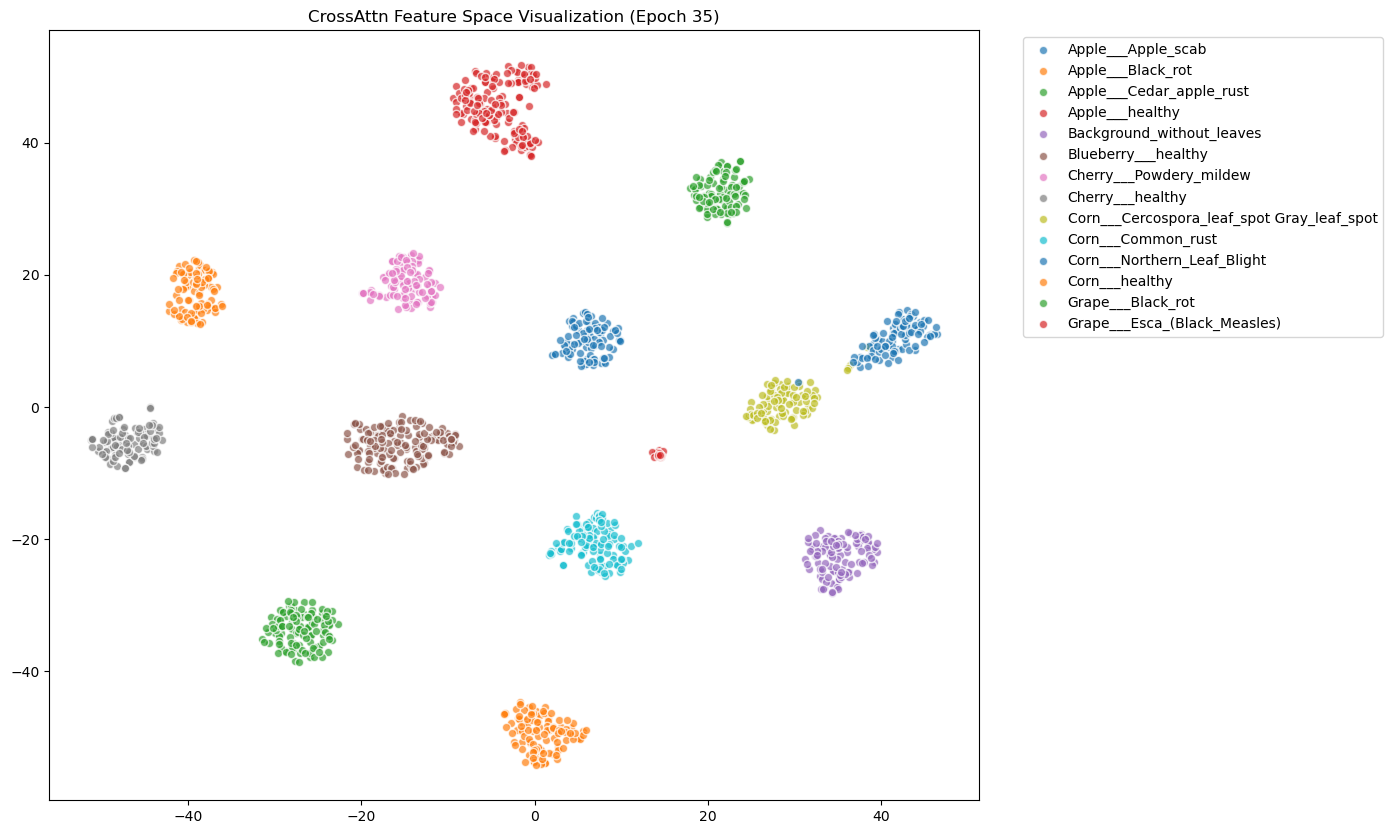 CrossAttn Feature Space Visualization (Epoch 35)
Apple___Apple_scab
Apple___Black_rot
Apple___Cedar_apple_rust
Apple___healthy
Background_without_leaves
Blueberry___healthy
Cherry___Powdery_mildew
Cherry___healthy
Corn___Cercospora_leaf_spot Gray_leaf_spot
Corn___Common_rust
Corn___Northern_Leaf_Blight
Corn___healthy
Grape___Black_rot
Grape___Esca_(Black_Measles)
40
20
0
−20
−40
−40 −20 0 20 40